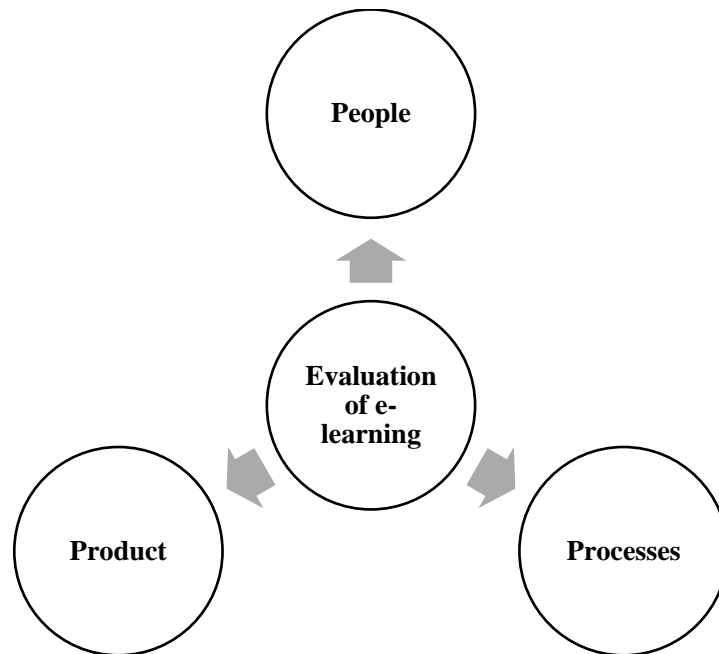 People
Evaluation
of e-
learning
Product
Processes